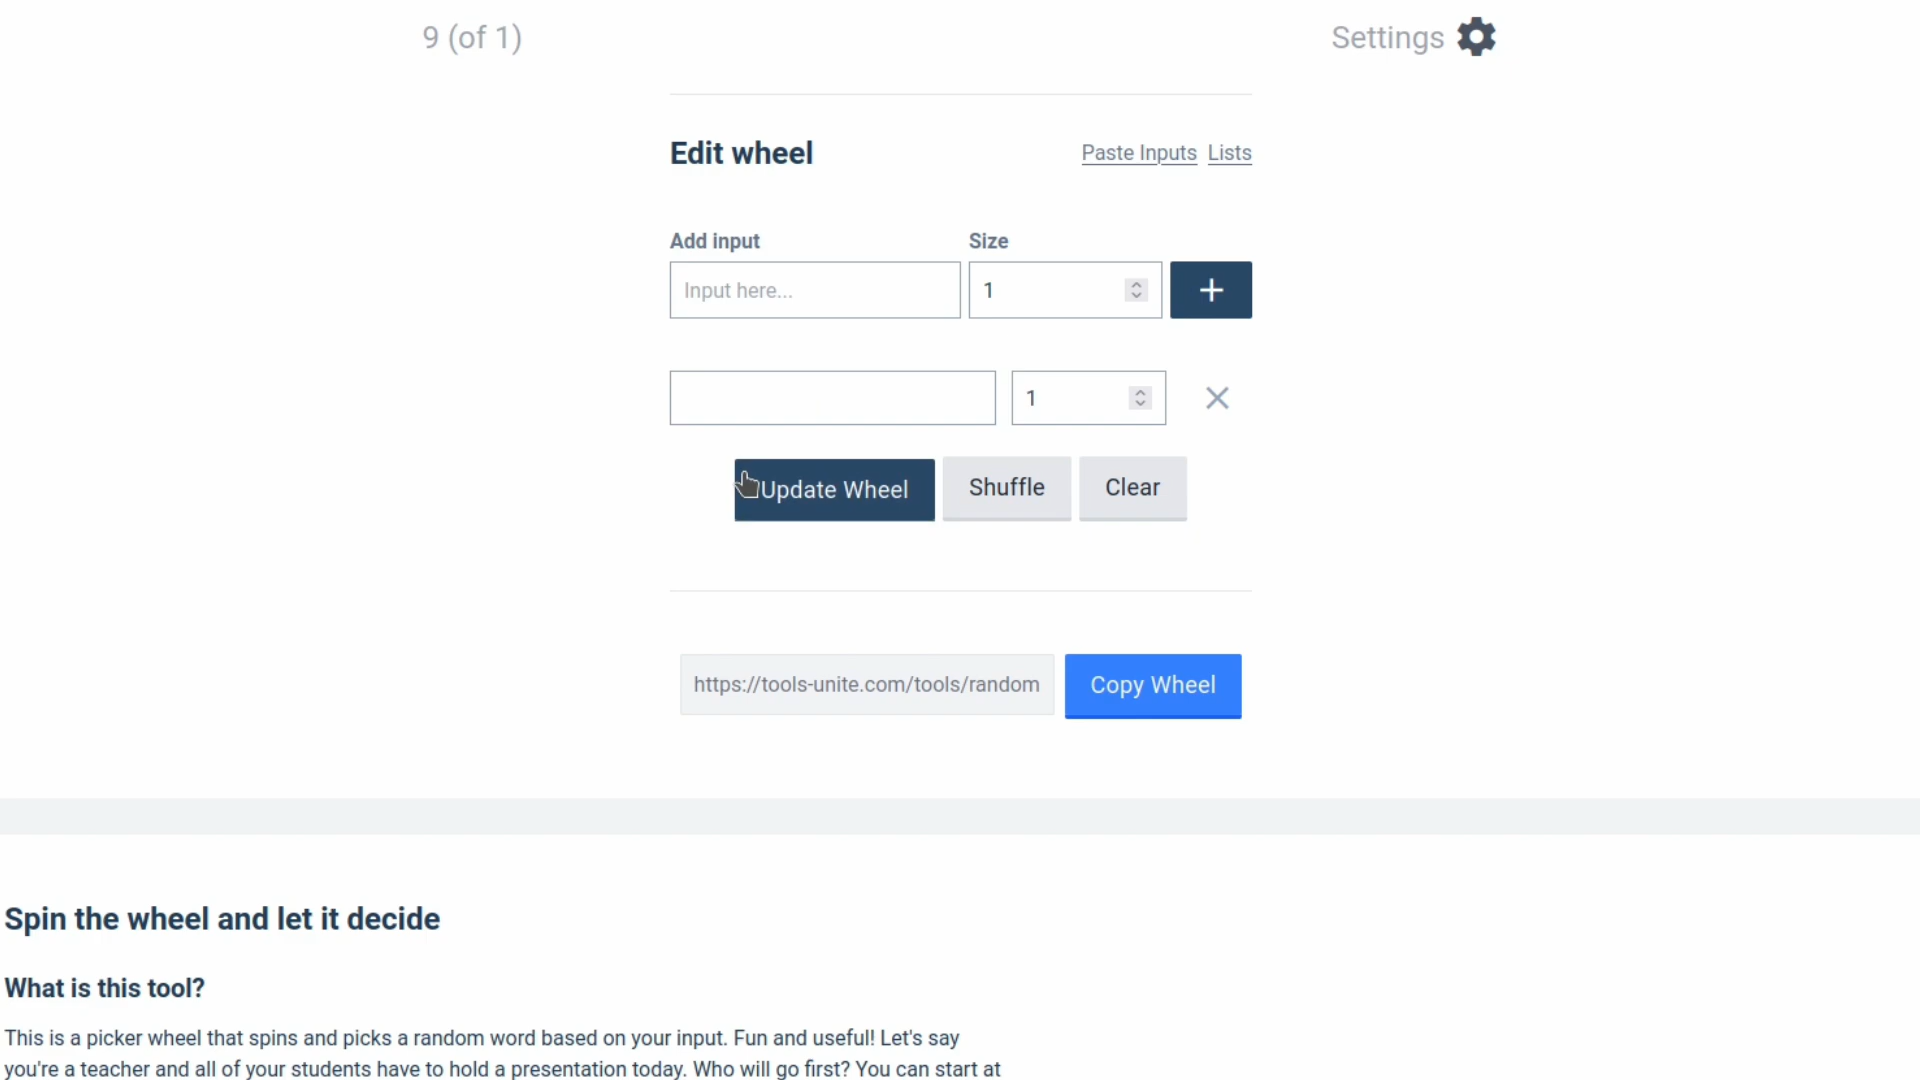 9 (of 1)
Settings
Edit wheel
Paste Inputs Lists
Add input
Size
Input here...
1
+
1
Update Wheel
Shuffle
Clear
https://tools-unite.com/tools/random
Copy Wheel
Spin the wheel and let it decide
What is this tool?
This is a picker wheel that spins and picks a random word based on your input. Fun and useful! Let's say
you're a teacher and all of your students have to hold a presentation today. Who will go first? You can start at